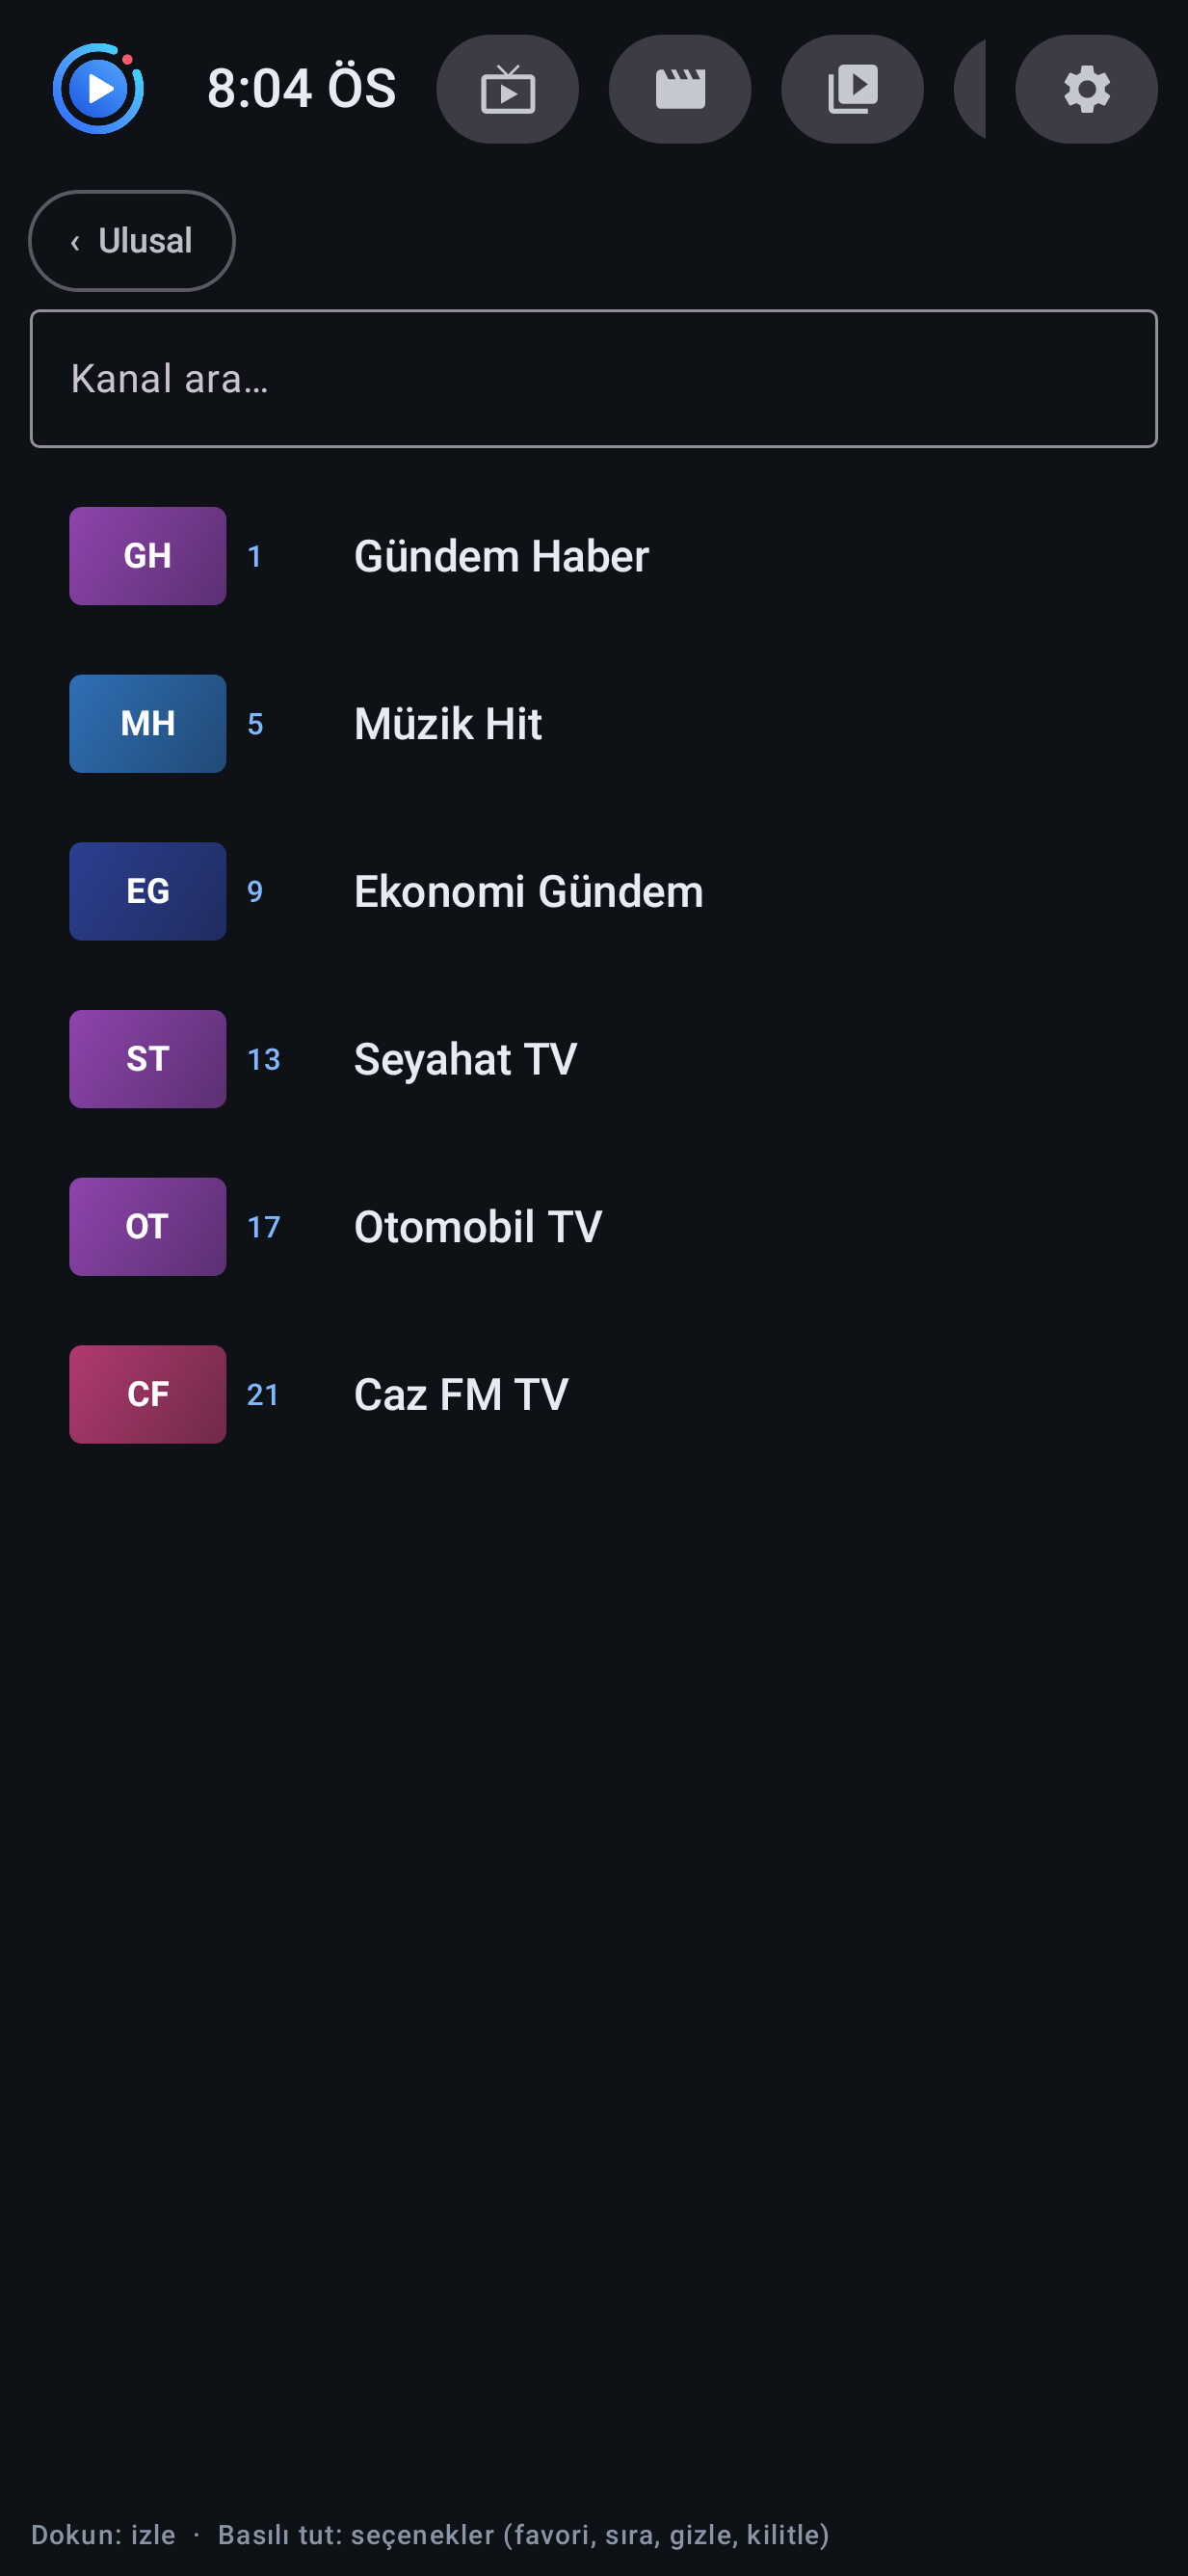 8:04 ÖS
‹ Ulusal
Kanal ara…
GH 1 Gündem Haber
MH 5 Müzik Hit
EG 9 Ekonomi Gündem
ST 13 Seyahat TV
OT 17 Otomobil TV
CF 21 Caz FM TV
Dokun: izle · Basılı tut: seçenekler (favori, sıra, gizle, kilitle)